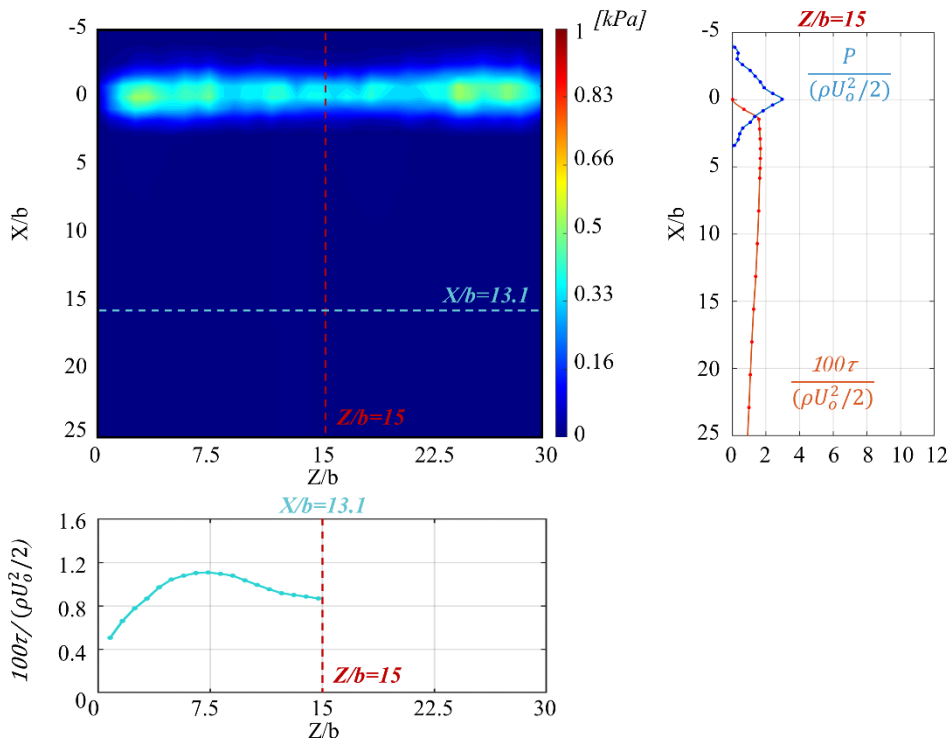 [kPa]
-5
0
5
10
15
20
25
X/b
0
7.5
15
22.5
30
Z/b
X/b=13.1
Z/b=15
1
0.83
0.66
0.5
0.33
0.16
0
Z/b=15
-5
0
5
10
15
20
25
X/b
P
(ρU_o^2/2)
100τ
(ρU_o^2/2)
0
2
4
6
8
10
12
X/b=13.1
1.6
1.2
0.8
0.4
0
100τ/(ρU_o^2/2)
Z/b=15
0
7.5
15
22.5
30
Z/b